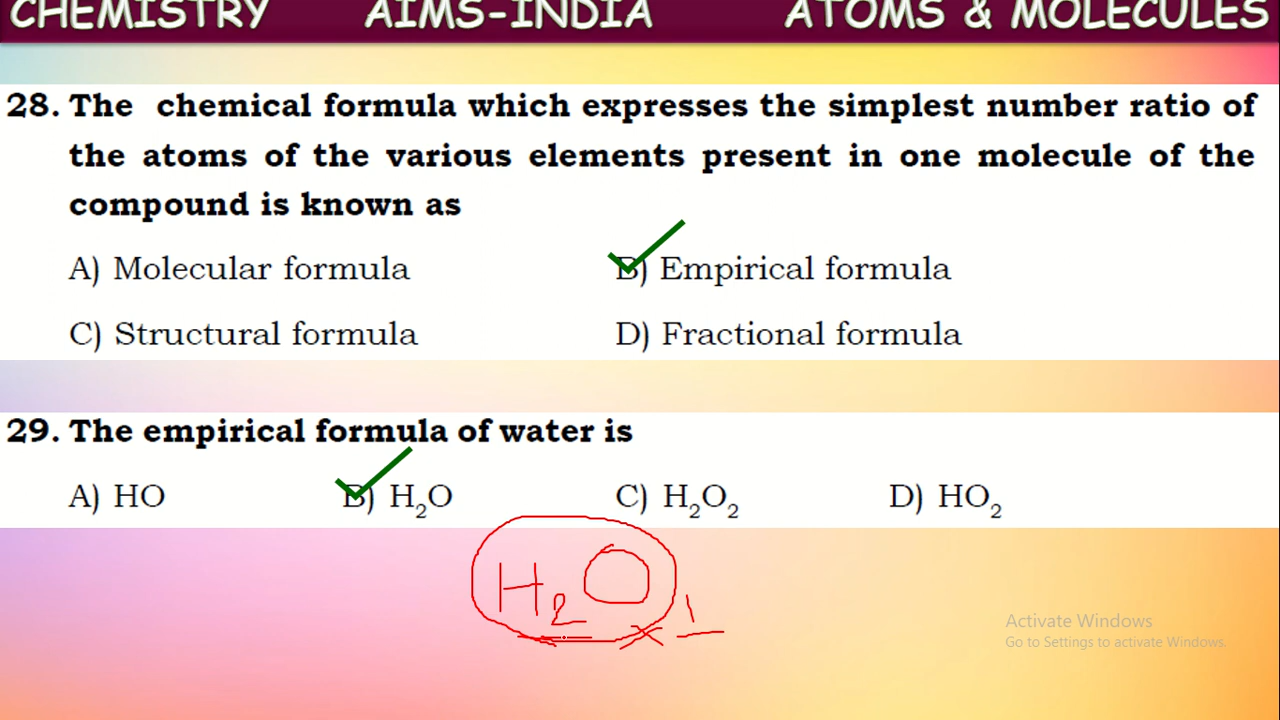 CHEMISTRY AIMS-INDIA ATOMS & MOLECULES
28. The chemical formula which expresses the simplest number ratio of
the atoms of the various elements present in one molecule of the
compound is known as
A) Molecular formula B) Empirical formula
C) Structural formula D) Fractional formula
29. The empirical formula of water is
A) HO B) H₂O C) H₂O₂ D) HO₂
H₂O × 1
Activate Windows
Go to Settings to activate Windows.